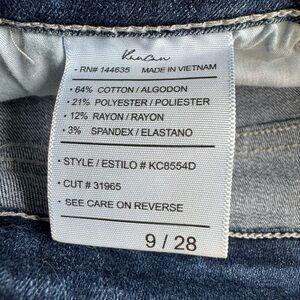 KanCan
• RN# 144635 MADE IN VIETNAM
• 64% COTTON / ALGODON
• 21% POLYESTER / POLIESTER
• 12% RAYON / RAYON
• 3% SPANDEX / ELASTANO
• STYLE / ESTILO # KC8554D
• CUT # 31965
• SEE CARE ON REVERSE
9 / 28